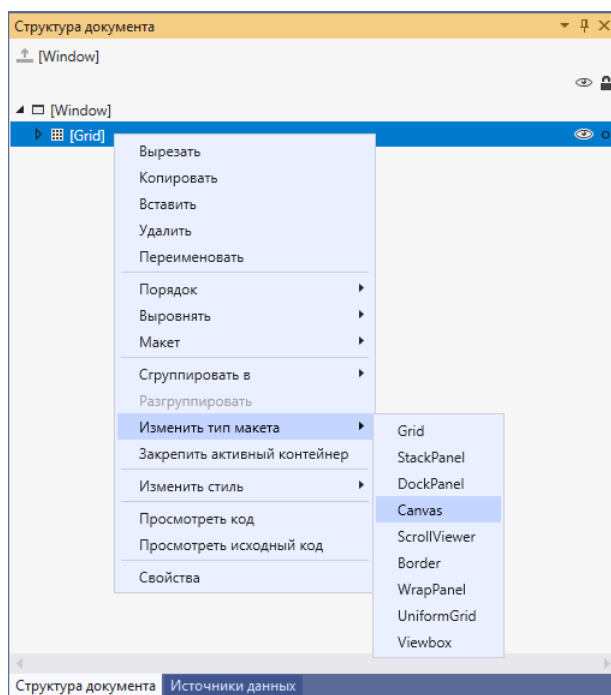 Структура документа
[Window]
[Window]
[Grid]
Вырезать
Копировать
Вставить
Удалить
Переименовать
Порядок
Выровнять
Макет
Сгруппировать в
Разгруппировать
Изменить тип макета
Закрепить активный контейнер
Изменить стиль
Просмотреть код
Просмотреть исходный код
Свойства
Grid
StackPanel
DockPanel
Canvas
ScrollViewer
Border
WrapPanel
UniformGrid
Viewbox
Структура документа Источники данных